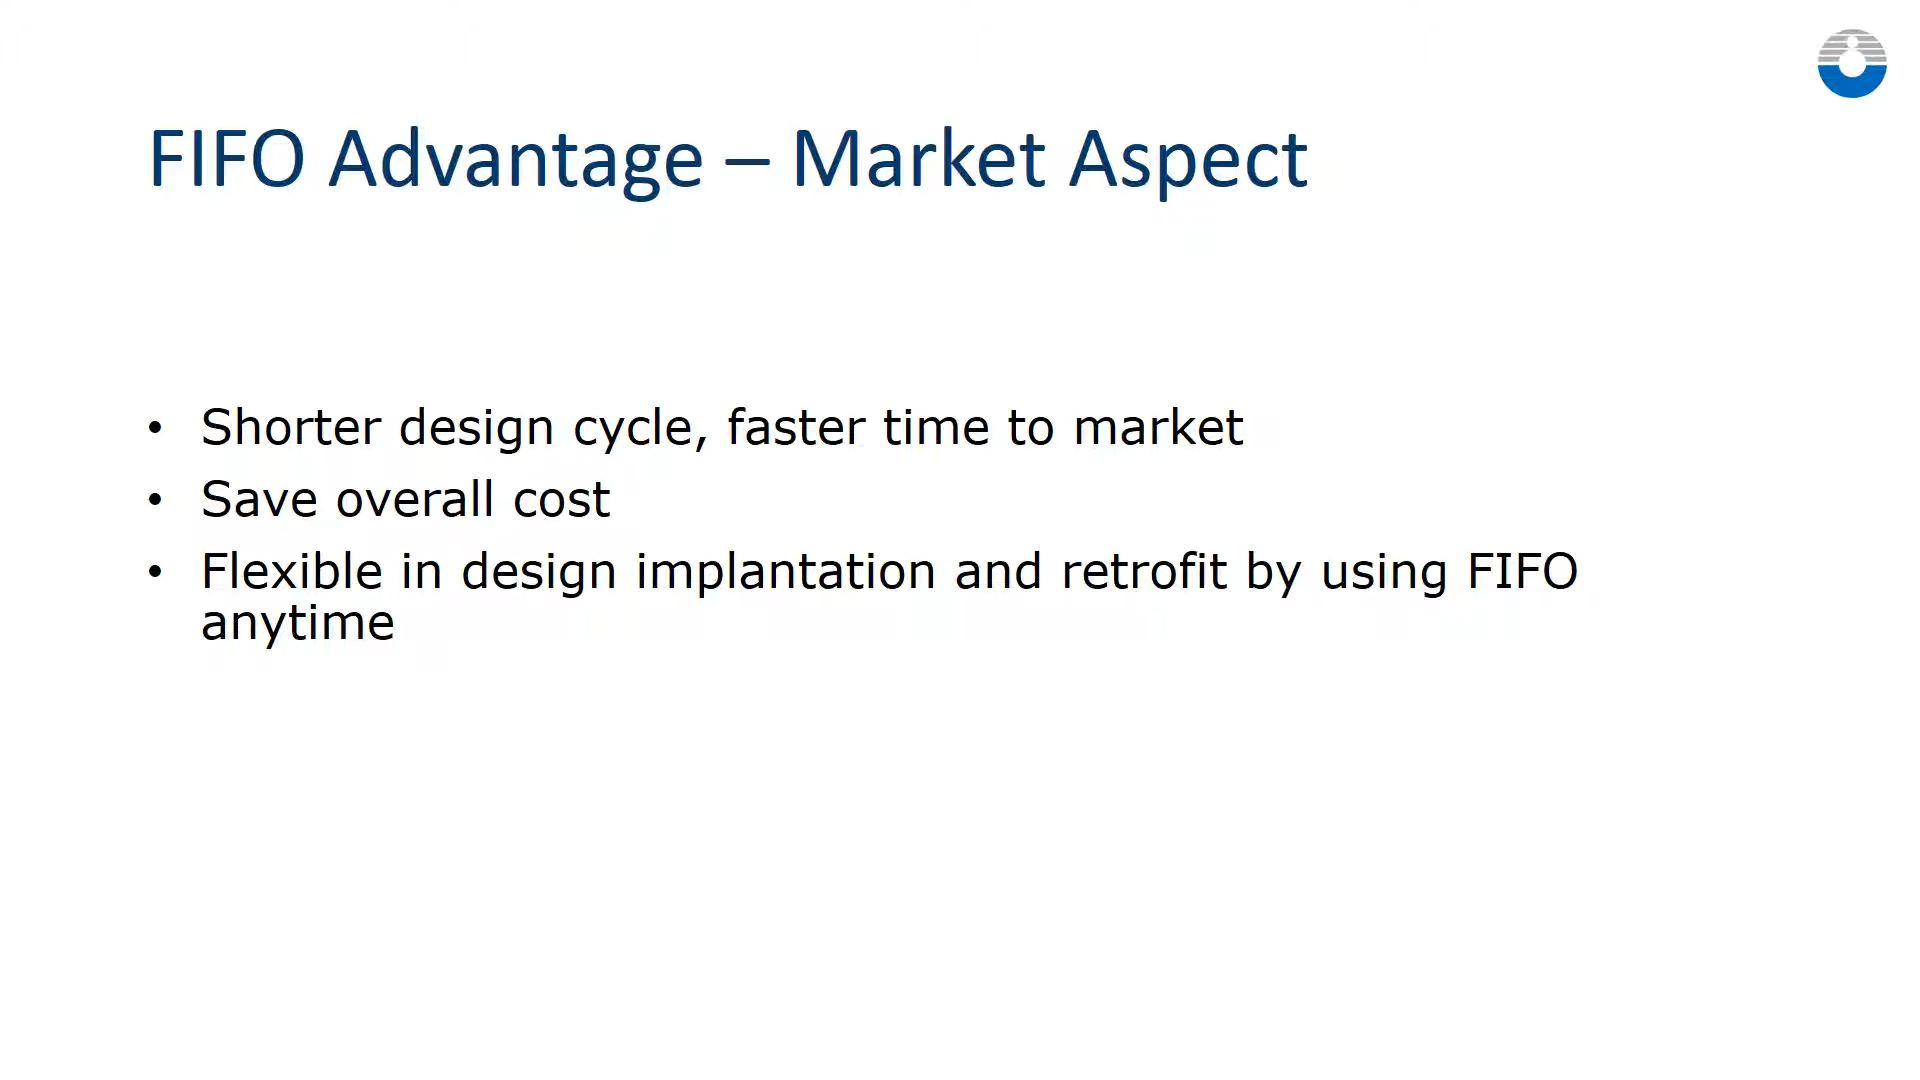 FIFO Advantage – Market Aspect
• Shorter design cycle, faster time to market
• Save overall cost
• Flexible in design implantation and retrofit by using FIFO
anytime